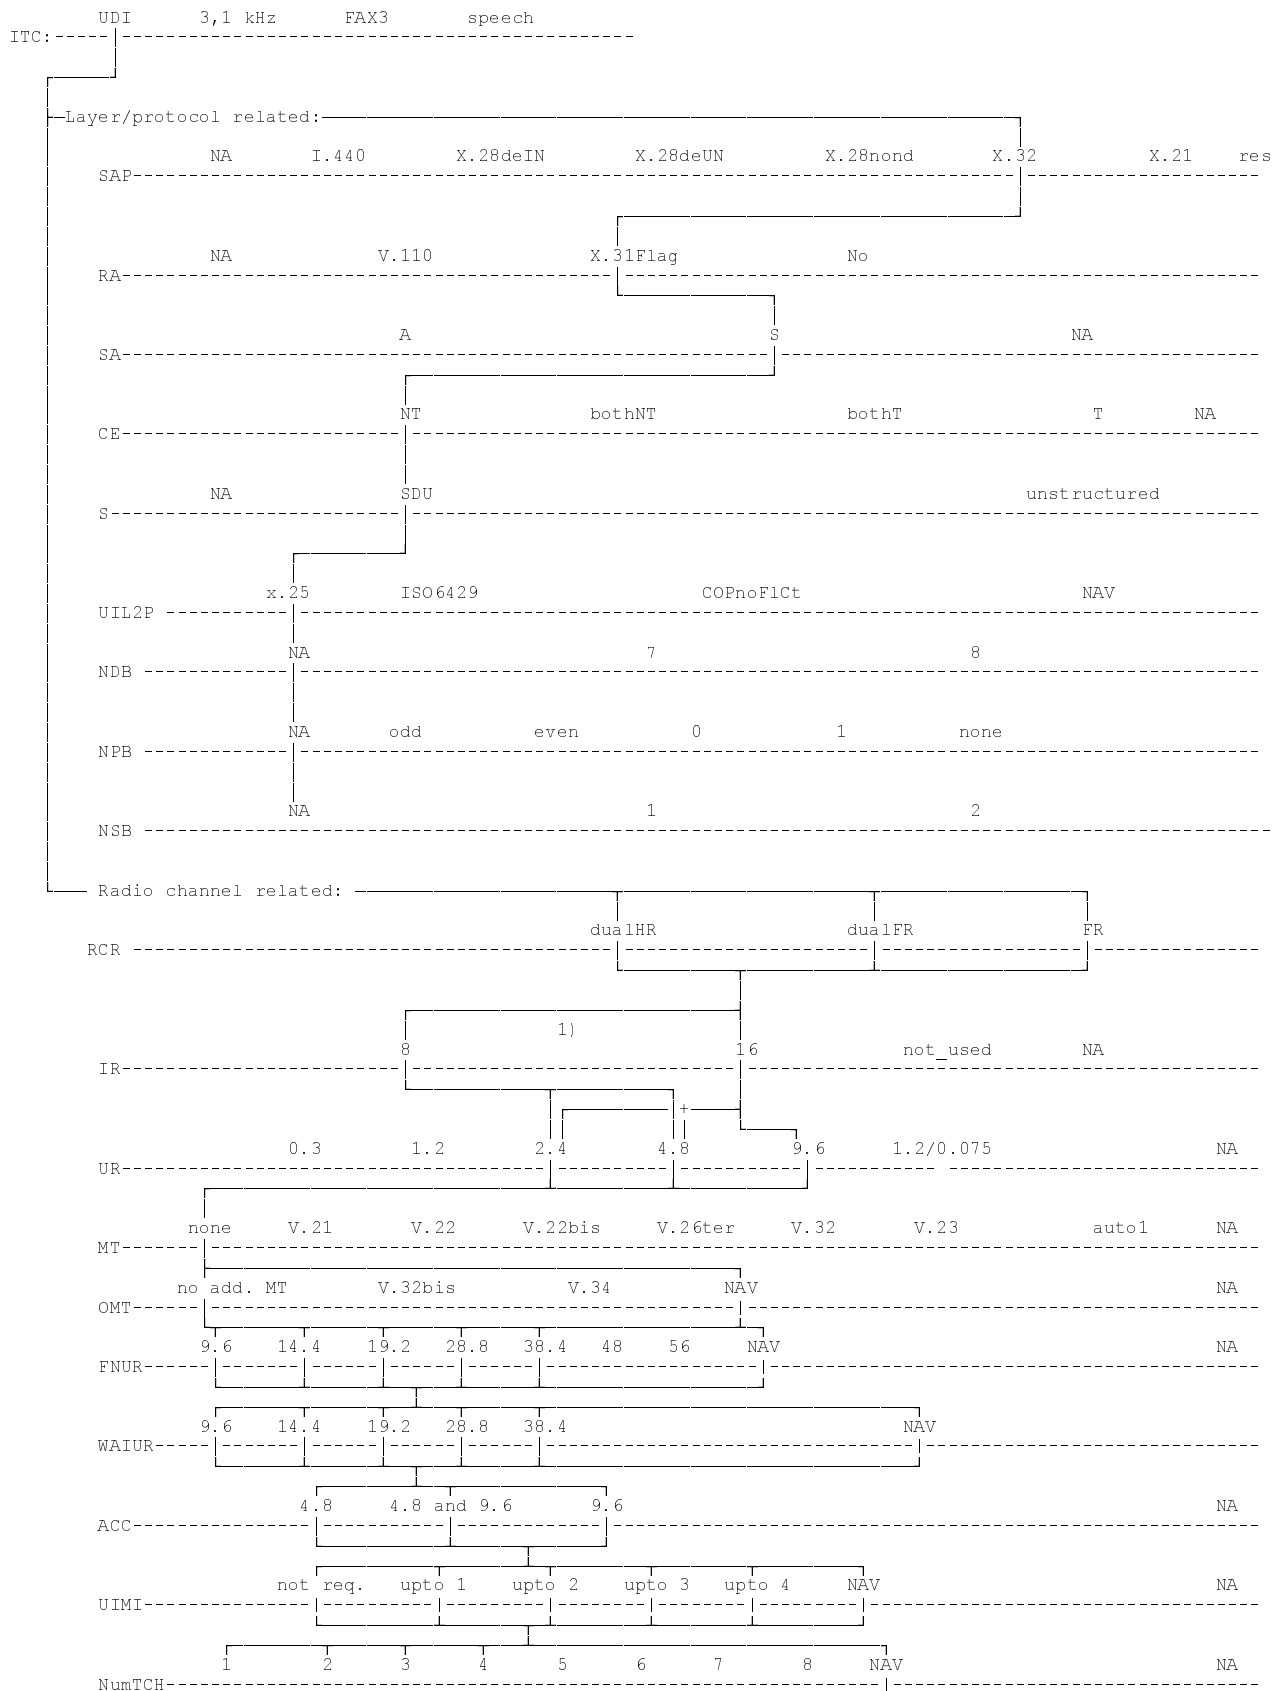 UDI 3,1 kHz FAX3 speech
ITC:
Layer/protocol related:
NA I.440 X.28deIN X.28deUN X.28nond X.32 X.21 res
SAP
NA V.110 X.31Flag No
RA
A S NA
SA
NT bothNT bothT T NA
CE
NA SDU unstructured
S
x.25 ISO6429 COPnoFlCt NAV
UIL2P
NA 7 8
NDB
NA odd even 0 1 none
NPB
NA 1 2
NSB
Radio channel related:
dualHR dualFR FR
RCR
1)
8 16 not_used NA
IR
+
0.3 1.2 2.4 4.8 9.6 1.2/0.075 NA
UR
none V.21 V.22 V.22bis V.26ter V.32 V.23 auto1 NA
MT
no add. MT V.32bis V.34 NAV NA
OMT
9.6 14.4 19.2 28.8 38.4 48 56 NAV NA
FNUR
9.6 14.4 19.2 28.8 38.4 NAV
WAIUR
4.8 4.8 and 9.6 9.6 NA
ACC
not req. upto 1 upto 2 upto 3 upto 4 NAV NA
UIMI
1 2 3 4 5 6 7 8 NAV NA
NumTCH